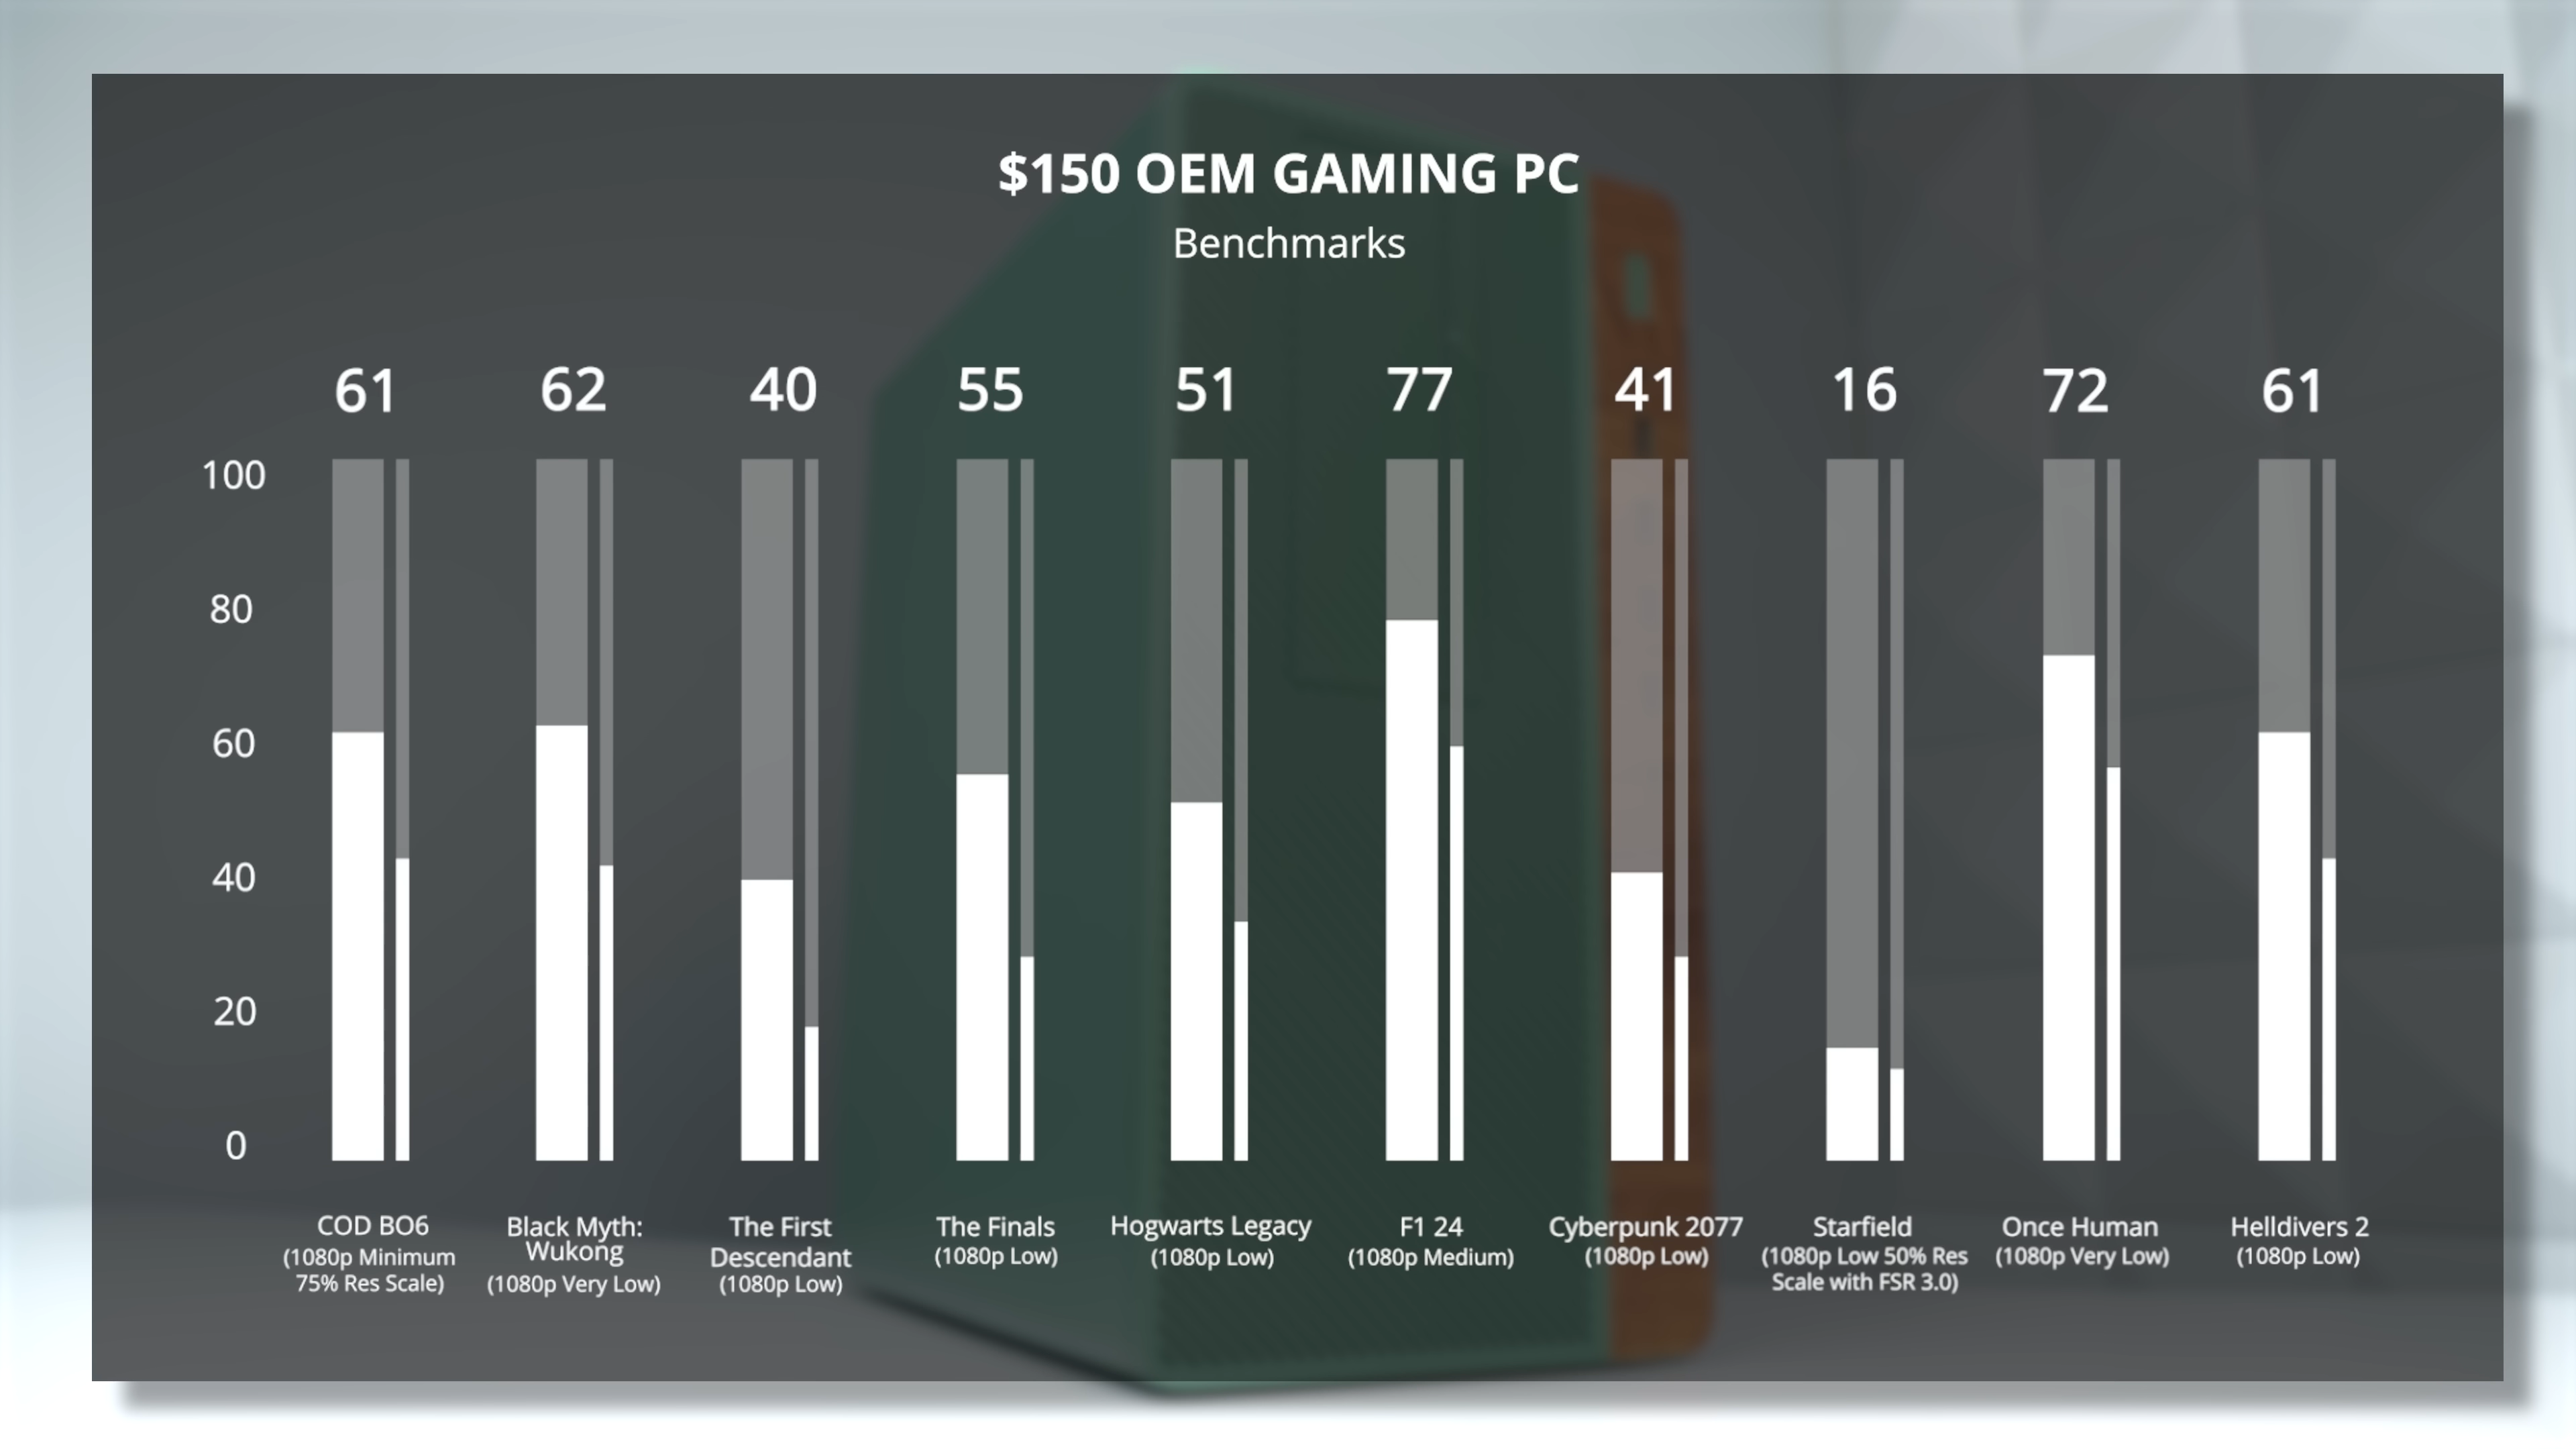 $150 OEM GAMING PC
Benchmarks
61 62 40 55 51 77 41 16 72 61
100
80
60
40
20
0
COD BO6
(1080p Minimum
75% Res Scale)
Black Myth:
Wukong
(1080p Very Low)
The First
Descendant
(1080p Low)
The Finals
(1080p Low)
Hogwarts Legacy
(1080p Low)
F1 24
(1080p Medium)
Cyberpunk 2077
(1080p Low)
Starfield
(1080p Low 50% Res
Scale with FSR 3.0)
Once Human
(1080p Very Low)
Helldivers 2
(1080p Low)